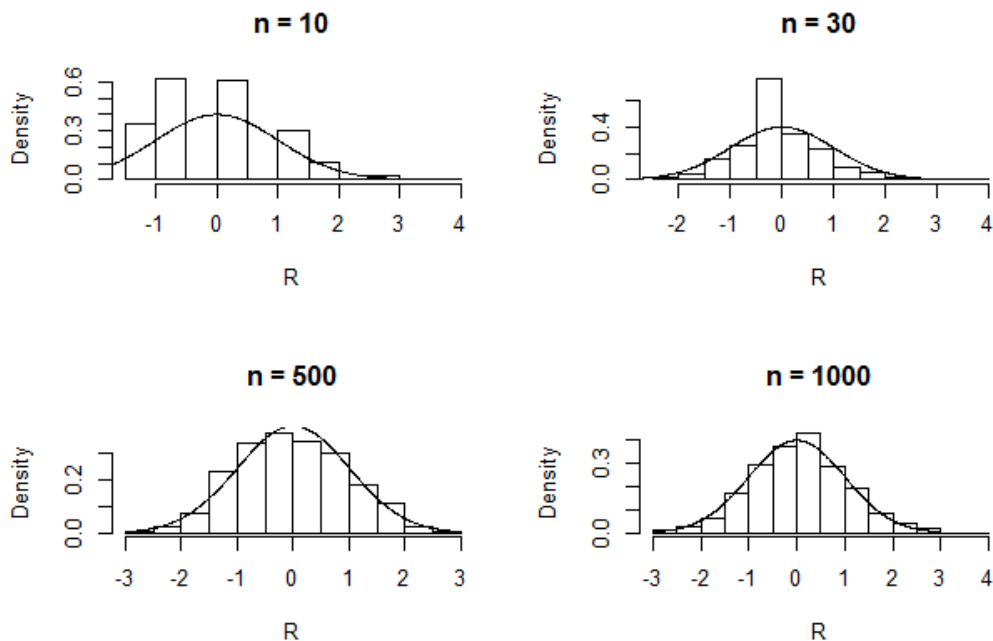 n = 10
Density
0.0 0.3 0.6
-1 0 1 2 3 4
R
n = 30
Density
0.0 0.4
-2 -1 0 1 2 3 4
R
n = 500
Density
0.0 0.2
-3 -2 -1 0 1 2 3
R
n = 1000
Density
0.0 0.3
-3 -2 -1 0 1 2 3 4
R